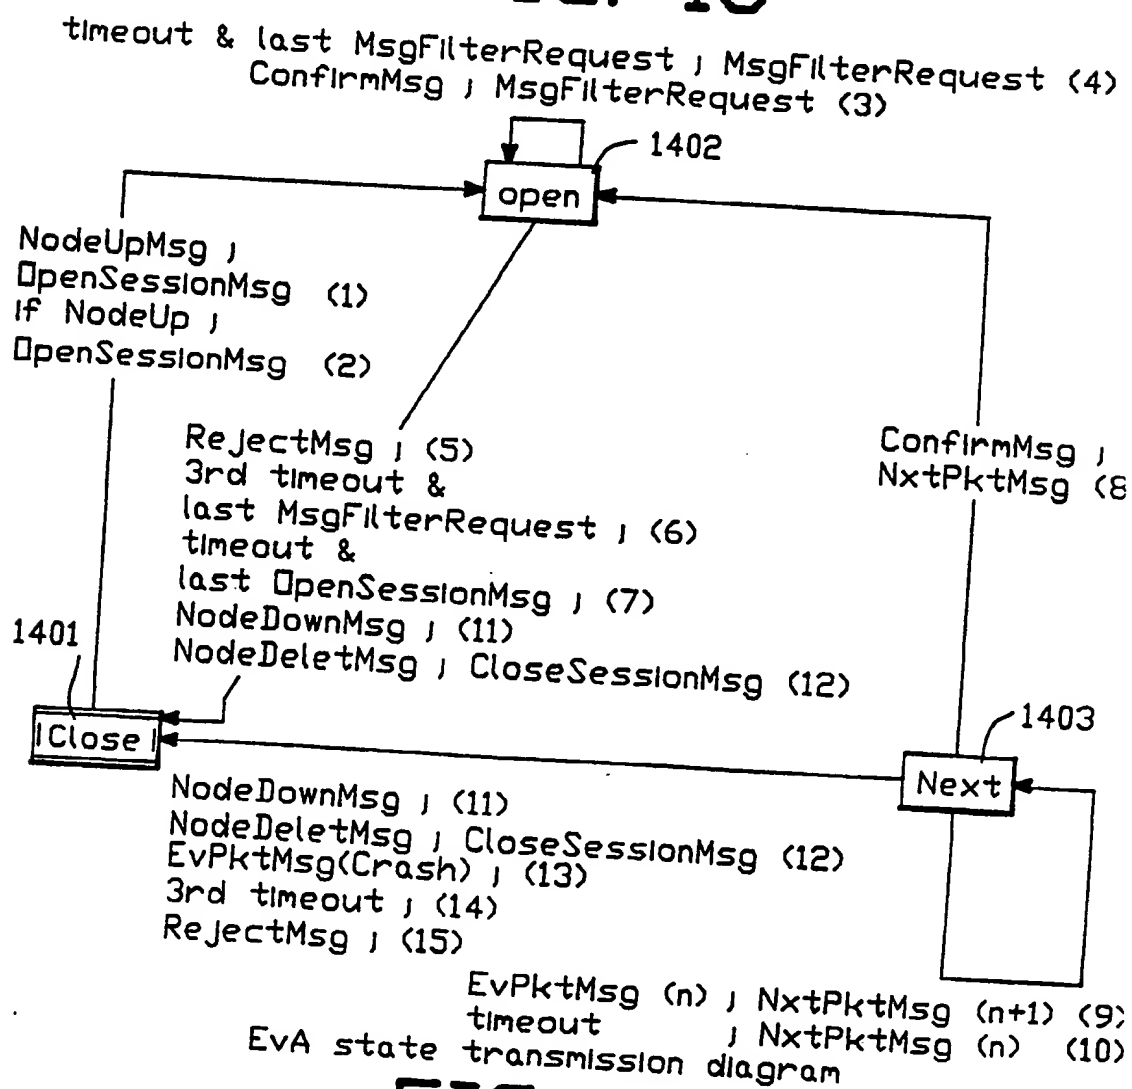 timeout & last MsgFilterRequest ; MsgFilterRequest (4)
ConfirmMsg ; MsgFilterRequest (3)
1402
open
NodeUpMsg ;
OpenSessionMsg (1)
If NodeUp ;
OpenSessionMsg (2)
RejectMsg ; (5)
3rd timeout &
last MsgFilterRequest ; (6)
timeout &
last OpenSessionMsg ; (7)
NodeDownMsg ; (11)
NodeDeletMsg ; CloseSessionMsg (12)
ConfirmMsg ;
NxtPktMsg (8
1401
|Close|
1403
Next
NodeDownMsg ; (11)
NodeDeletMsg ; CloseSessionMsg (12)
EvPktMsg(Crash) ; (13)
3rd timeout ; (14)
RejectMsg ; (15)
EvPktMsg (n) ; NxtPktMsg (n+1) (9)
timeout ; NxtPktMsg (n) (10)
EvA state transmission diagram